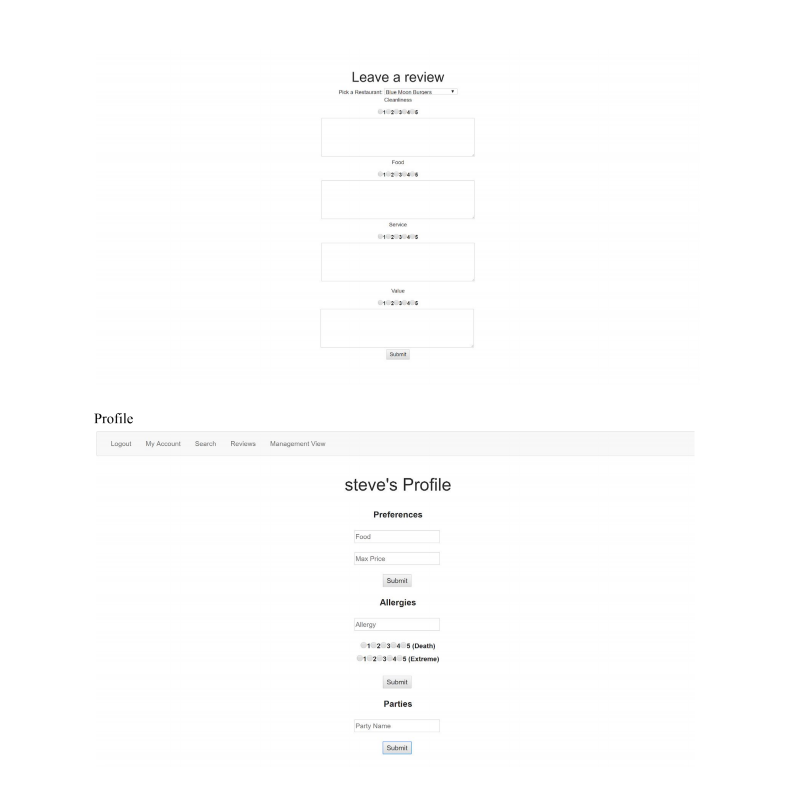 Leave a review
Pick a Restaurant: Blue Moon Burgers
Cleanliness
1 2 3 4 5
Food
1 2 3 4 5
Service
1 2 3 4 5
Value
1 2 3 4 5
Submit
Profile
Logout My Account Search Reviews Management View
steve's Profile
Preferences
Food
Max Price
Submit
Allergies
Allergy
1 2 3 4 5 (Death)
1 2 3 4 5 (Extreme)
Submit
Parties
Party Name
Submit